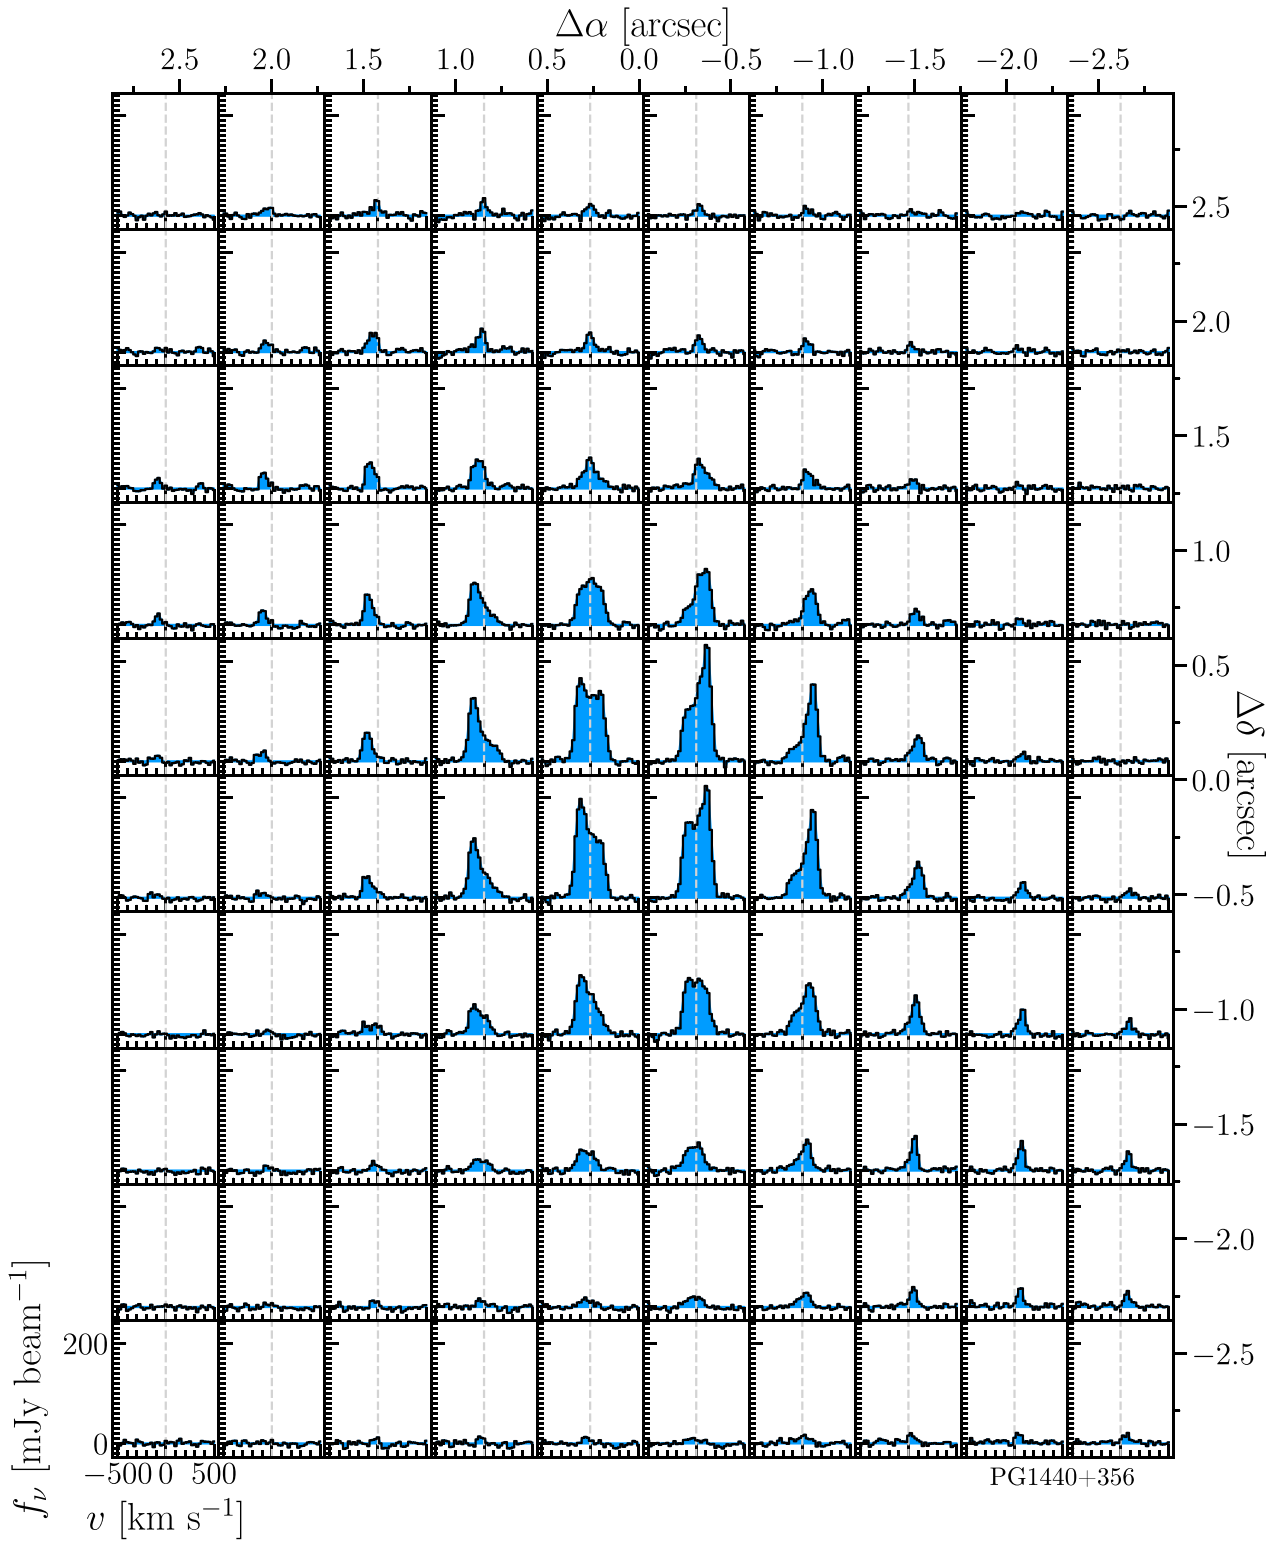 Δα [arcsec]
2.5 2.0 1.5 1.0 0.5 0.0 −0.5 −1.0 −1.5 −2.0 −2.5
2.5
2.0
1.5
1.0
0.5
0.0
−0.5
−1.0
−1.5
−2.0
−2.5
Δδ [arcsec]
fν [mJy beam⁻¹]
200
0
−500 0 500
v [km s⁻¹]
PG1440+356